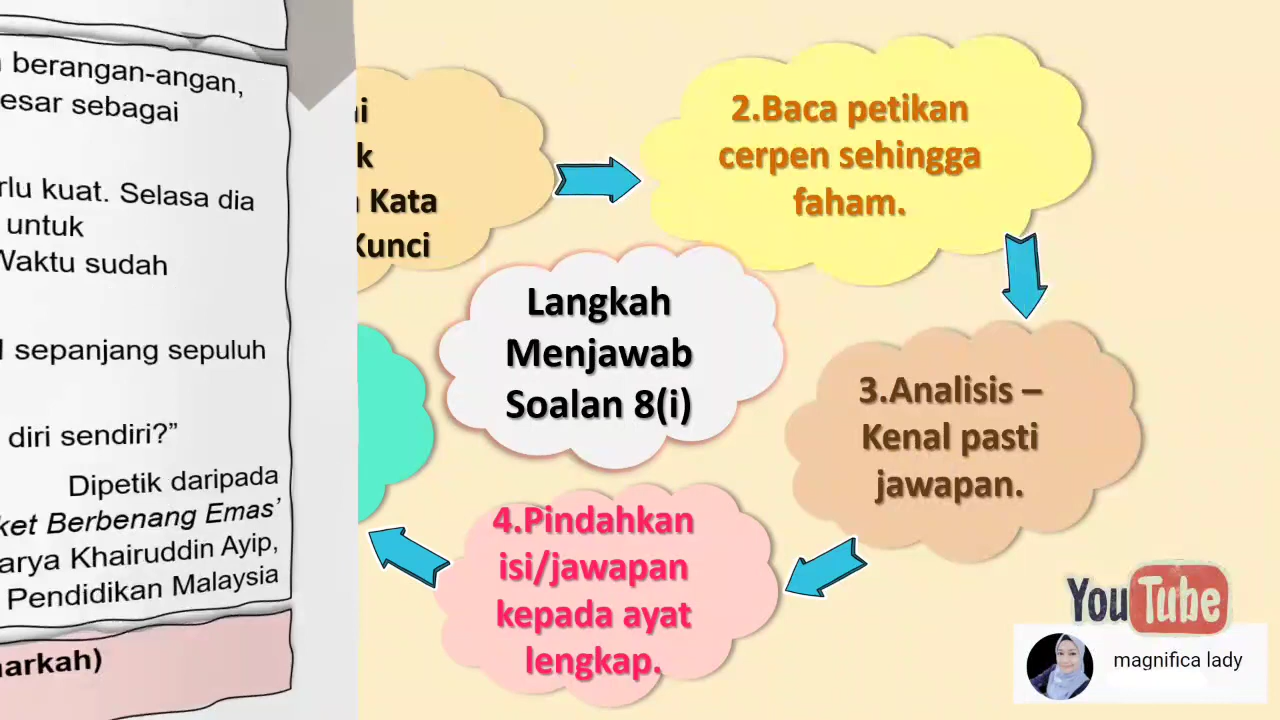 berangan-angan,
esar sebagai
rlu kuat. Selasa dia
untuk
Waktu sudah
sepanjang sepuluh
diri sendiri?”
Dipetik daripada
ket Berbenang Emas’
arya Khairuddin Ayip,
Pendidikan Malaysia
arkah)
Kata
Kunci
2.Baca petikan
cerpen sehingga
faham.
Langkah
Menjawab
Soalan 8(i)
3.Analisis –
Kenal pasti
jawapan.
4.Pindahkan
isi/jawapan
kepada ayat
lengkap.
YouTube
magnifica lady